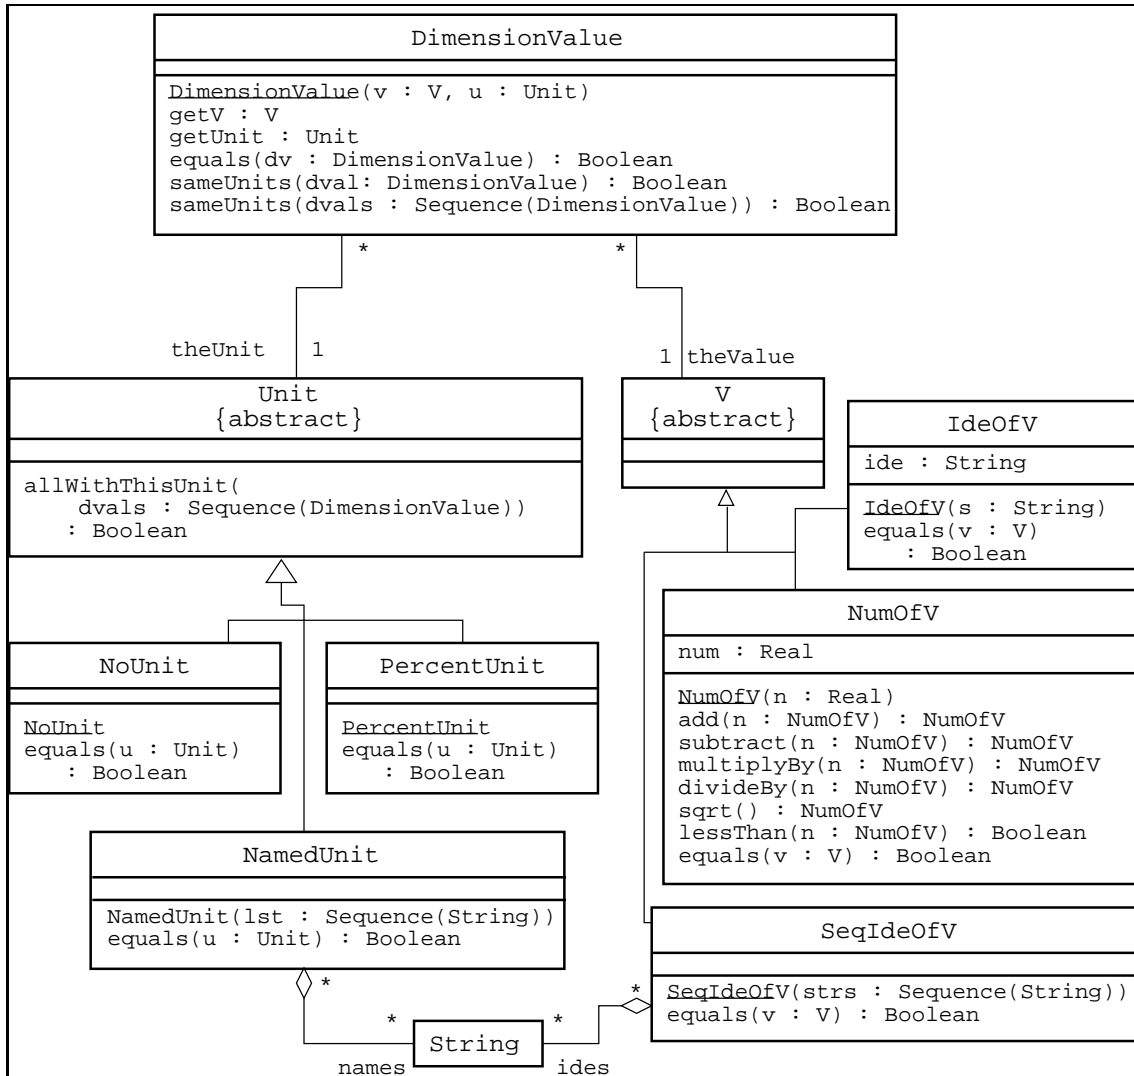 DimensionValue
DimensionValue(v : V, u : Unit)
getV : V
getUnit : Unit
equals(dv : DimensionValue) : Boolean
sameUnits(dval: DimensionValue) : Boolean
sameUnits(dvals : Sequence(DimensionValue)) : Boolean
*
*
theUnit
1
1
theValue
Unit
{abstract}
allWithThisUnit(
dvals : Sequence(DimensionValue))
: Boolean
V
{abstract}
IdeOfV
ide : String
IdeOfV(s : String)
equals(v : V)
: Boolean
NoUnit
NoUnit
equals(u : Unit)
: Boolean
PercentUnit
PercentUnit
equals(u : Unit)
: Boolean
NumOfV
num : Real
NumOfV(n : Real)
add(n : NumOfV) : NumOfV
subtract(n : NumOfV) : NumOfV
multiplyBy(n : NumOfV) : NumOfV
divideBy(n : NumOfV) : NumOfV
sqrt() : NumOfV
lessThan(n : NumOfV) : Boolean
equals(v : V) : Boolean
NamedUnit
NamedUnit(lst : Sequence(String))
equals(u : Unit) : Boolean
SeqIdeOfV
SeqIdeOfV(strs : Sequence(String))
equals(v : V) : Boolean
*
*
*
*
String
names
ides